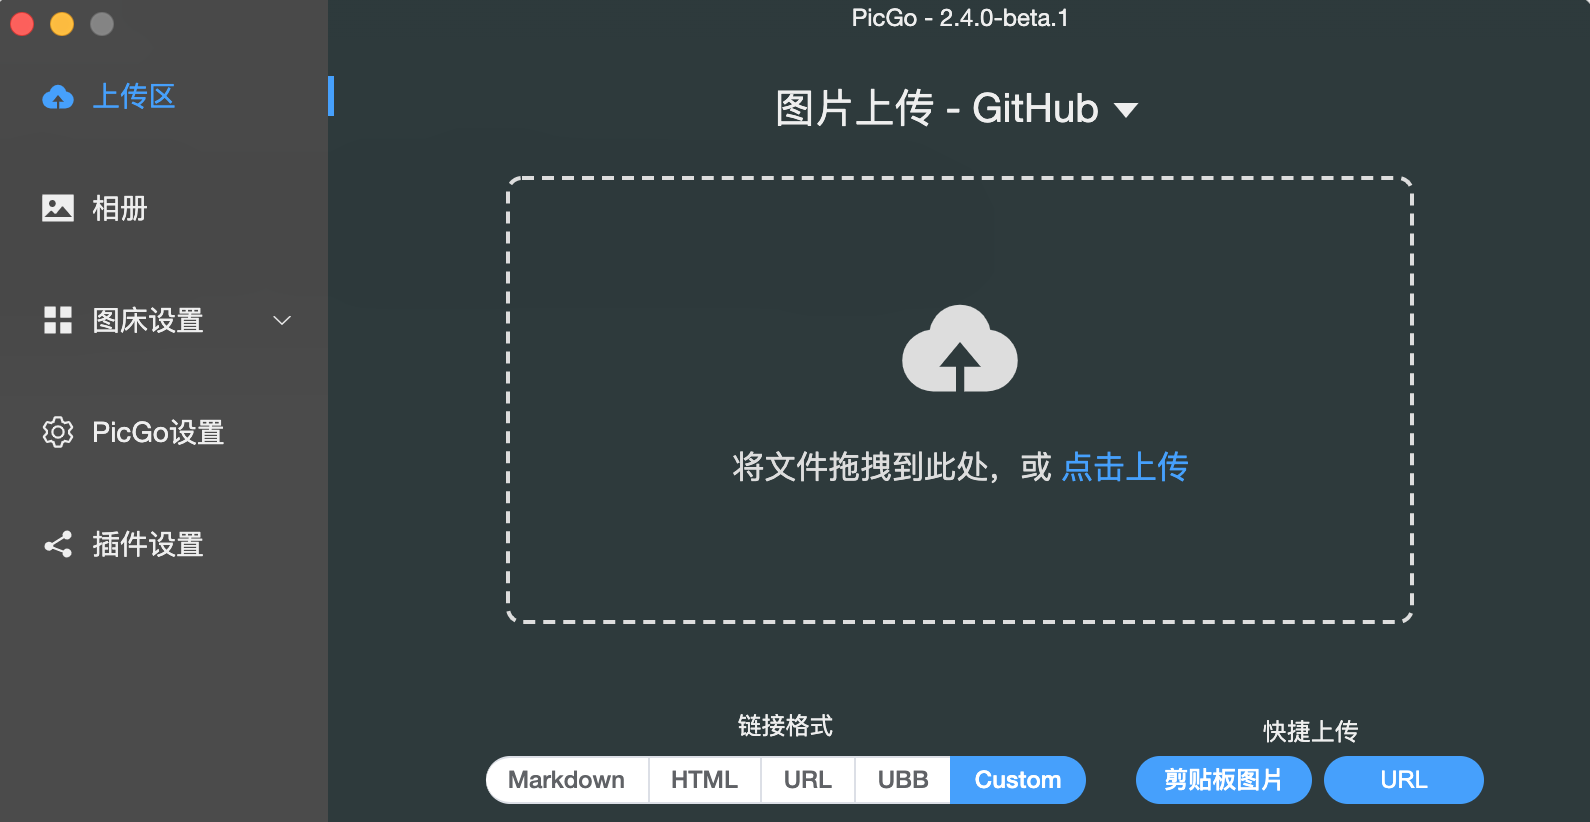 PicGo - 2.4.0-beta.1
上传区
相册
图床设置
PicGo设置
插件设置
图片上传 - GitHub
将文件拖拽到此处，或 点击上传
链接格式
Markdown HTML URL UBB Custom
快捷上传
剪贴板图片 URL